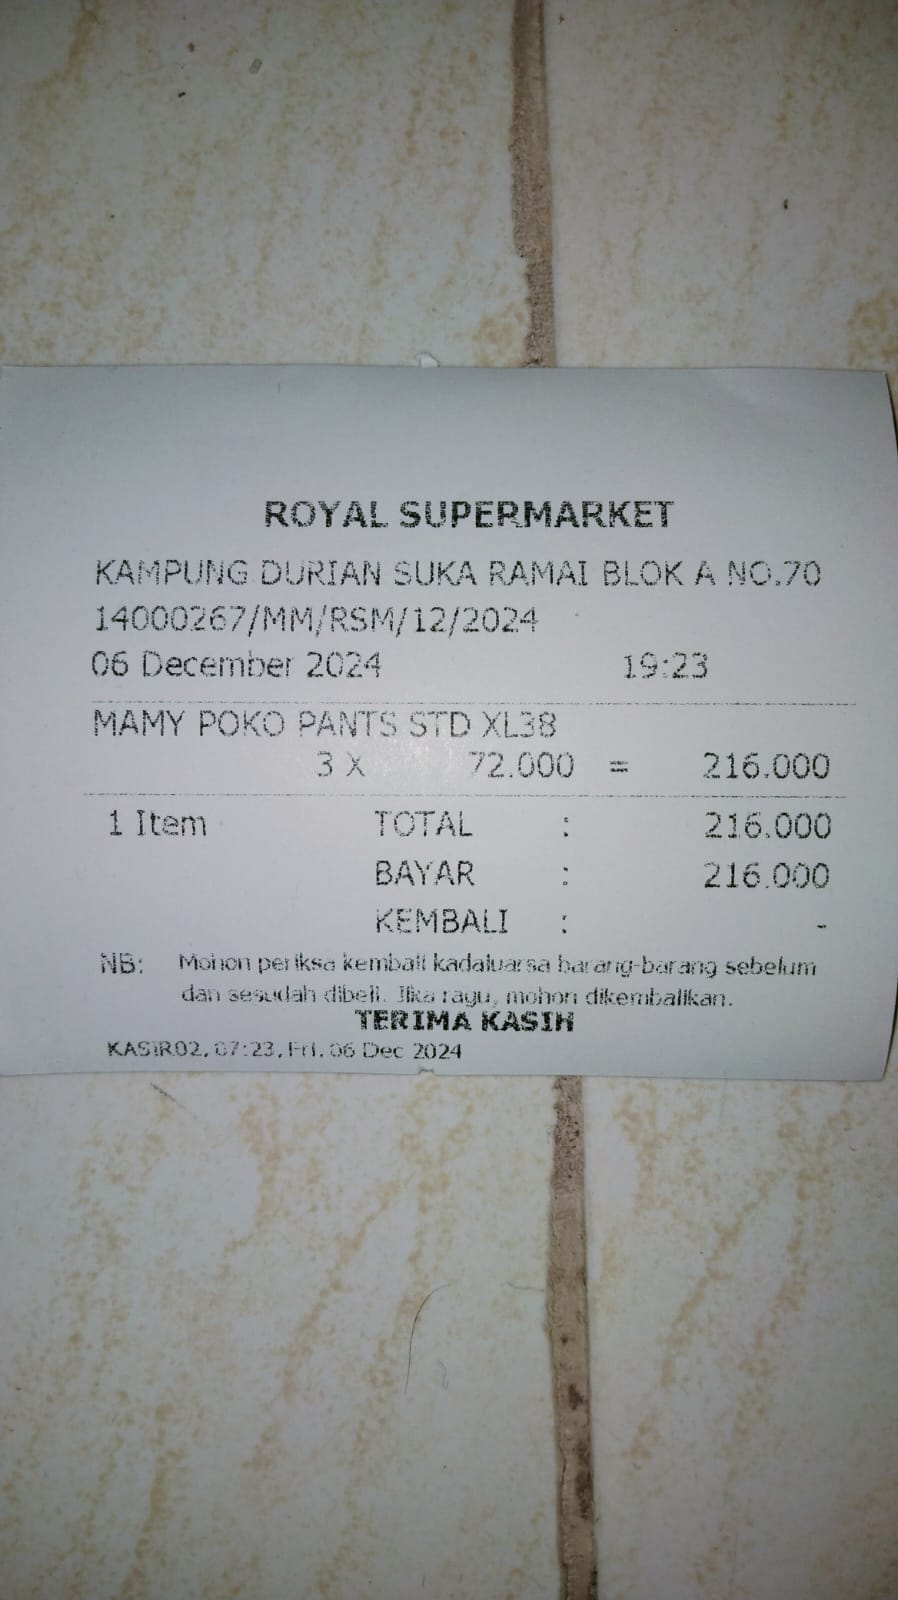 ROYAL SUPERMARKET
KAMPUNG DURIAN SUKA RAMAI BLOK A NO.70
14000267/MM/RSM/12/2024
06 December 2024 19:23
MAMY POKO PANTS STD XL38
3 X 72.000 = 216.000
1 Item TOTAL : 216.000
BAYAR : 216.000
KEMBALI : -
NB: Mohon periksa kembali kadaluarsa barang-barang sebelum
dan sesudah dibeli. Jika ragu, mohon dikembalikan.
TERIMA KASIH
KASIR02, 07:23, Fri, 06 Dec 2024